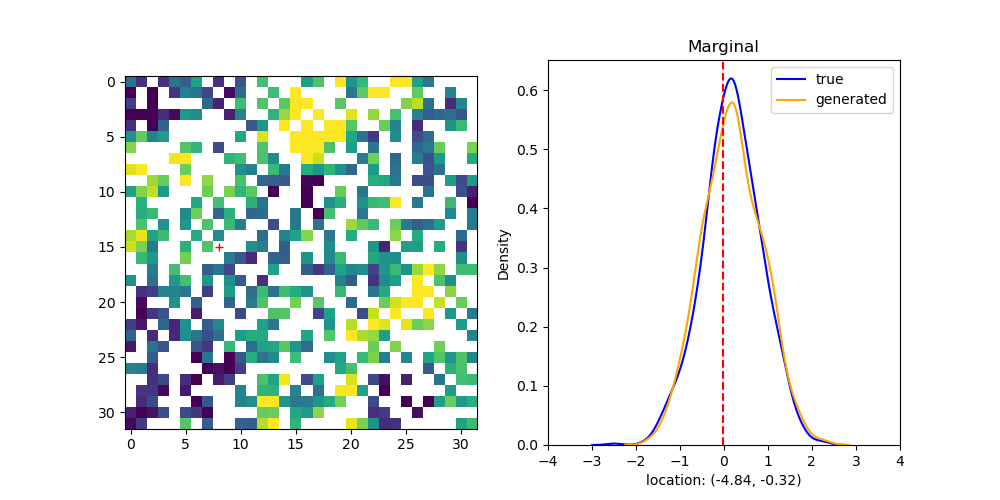 0
5
10
15
20
25
30
0 5 10 15 20 25 30
Marginal
true
generated
Density
0.6
0.5
0.4
0.3
0.2
0.1
0.0
−4 −3 −2 −1 0 1 2 3 4
location: (-4.84, -0.32)